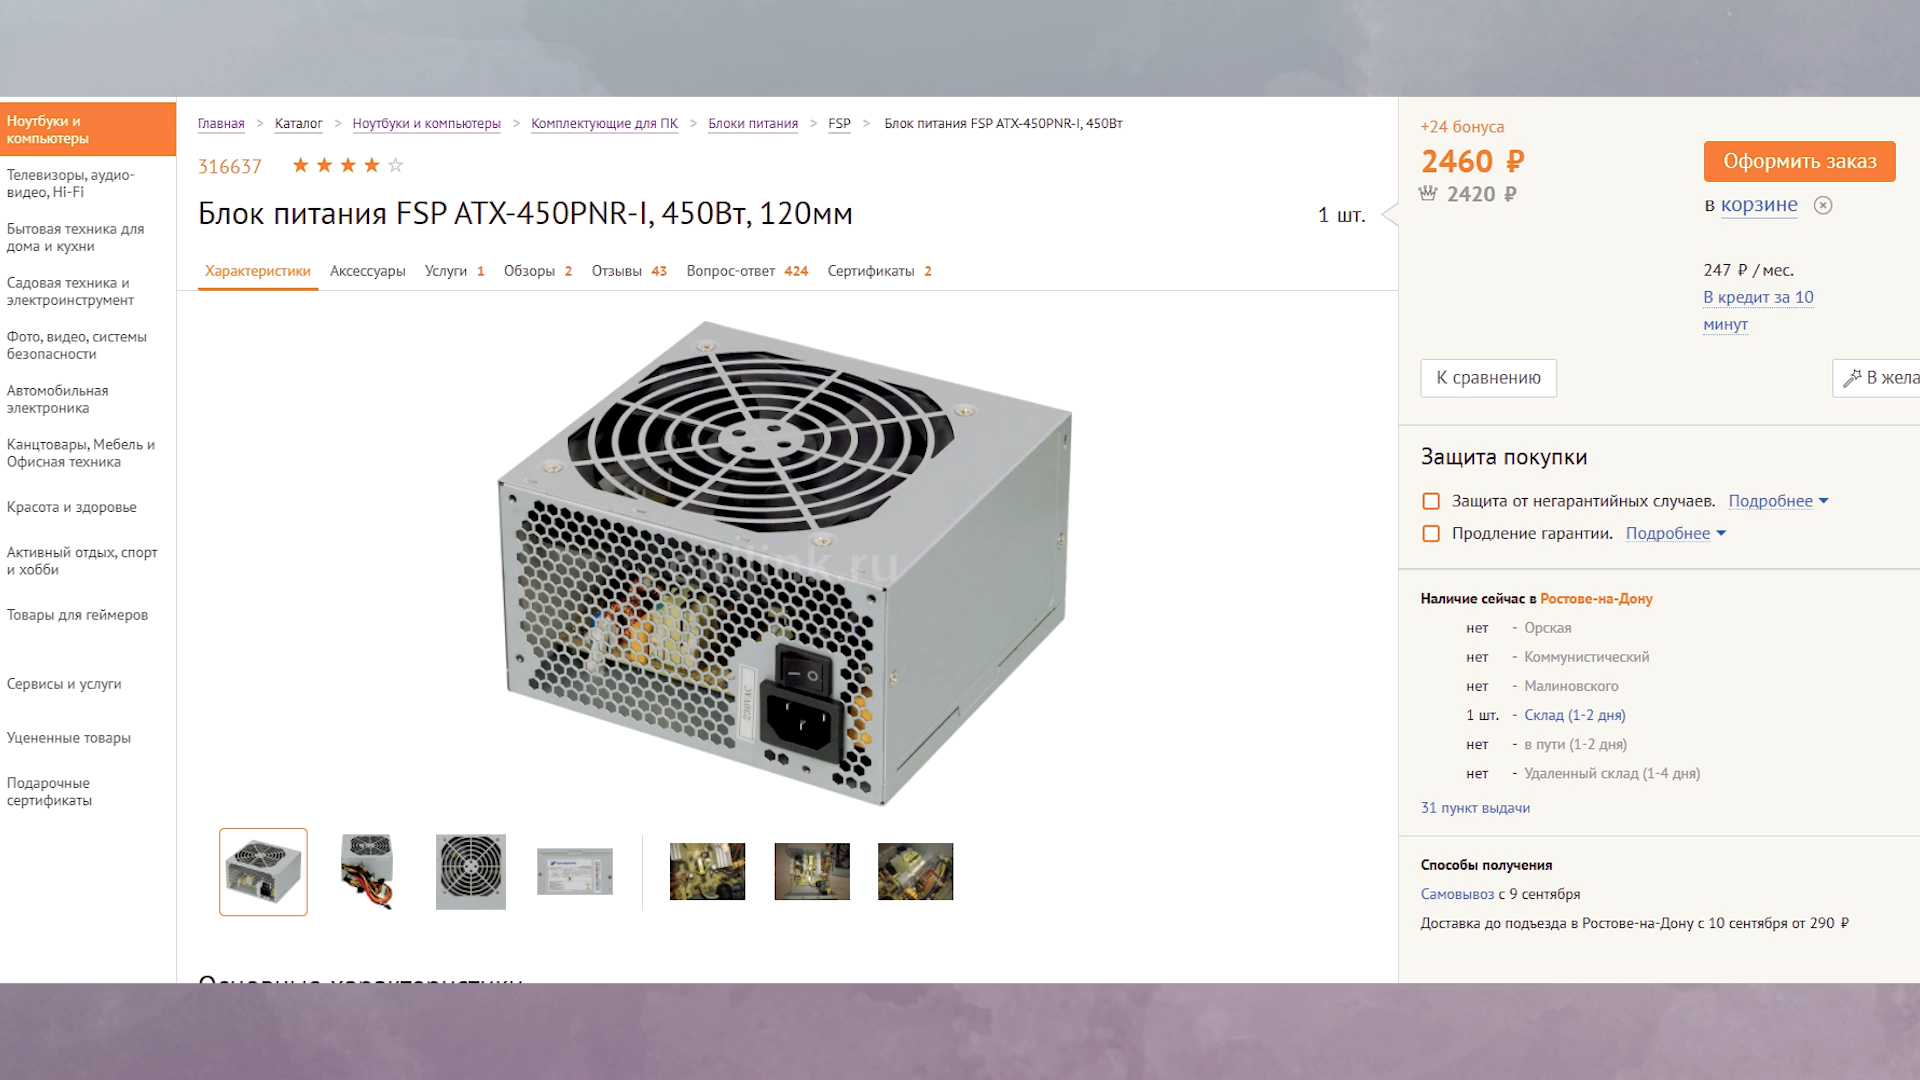 Ноутбуки и
компьютеры
Телевизоры, аудио-
видео, Hi-Fi
Бытовая техника для
дома и кухни
Садовая техника и
электроинструмент
Фото, видео, системы
безопасности
Автомобильная
электроника
Канцтовары, Мебель и
Офисная техника
Красота и здоровье
Активный отдых, спорт
и хобби
Товары для геймеров
Сервисы и услуги
Уцененные товары
Подарочные
сертификаты
Главная > Каталог > Ноутбуки и компьютеры > Комплектующие для ПК > Блоки питания > FSP > Блок питания FSP ATX-450PNR-I, 450Вт
316637
Блок питания FSP ATX-450PNR-I, 450Вт, 120мм
1 шт.
Характеристики Аксессуары Услуги 1 Обзоры 2 Отзывы 43 Вопрос-ответ 424 Сертификаты 2
230VAC
Основные характеристики
+24 бонуса
2460 ₽
2420 ₽
Оформить заказ
в корзине
247 ₽ / мес.
В кредит за 10
минут
К сравнению
В жела
Защита покупки
Защита от негарантийных случаев. Подробнее
Продление гарантии. Подробнее
Наличие сейчас в Ростове-на-Дону
нет - Орская
нет - Коммунистический
нет - Малиновского
1 шт. - Склад (1-2 дня)
нет - в пути (1-2 дня)
нет - Удаленный склад (1-4 дня)
31 пункт выдачи
Способы получения
Самовывоз с 9 сентября
Доставка до подъезда в Ростове-на-Дону с 10 сентября от 290 ₽